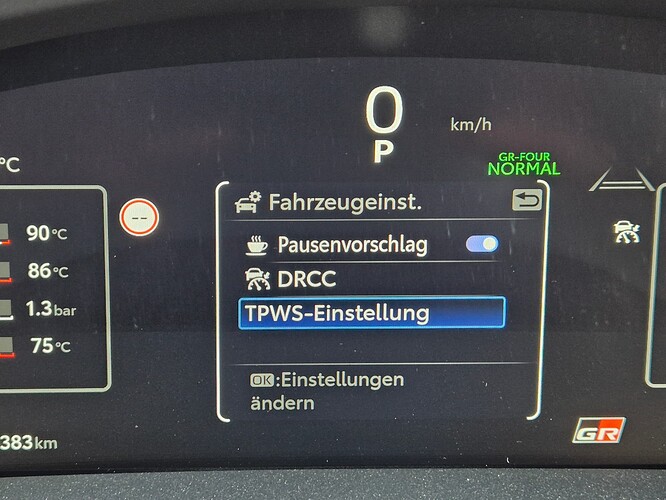 0
km/h
P
°C
GR-FOUR
NORMAL
Fahrzeugeinst.
--
90°C
Pausenvorschlag
86°C
DRCC
1.3bar
TPWS-Einstellung
75°C
OK:Einstellungen
ändern
383km
GR